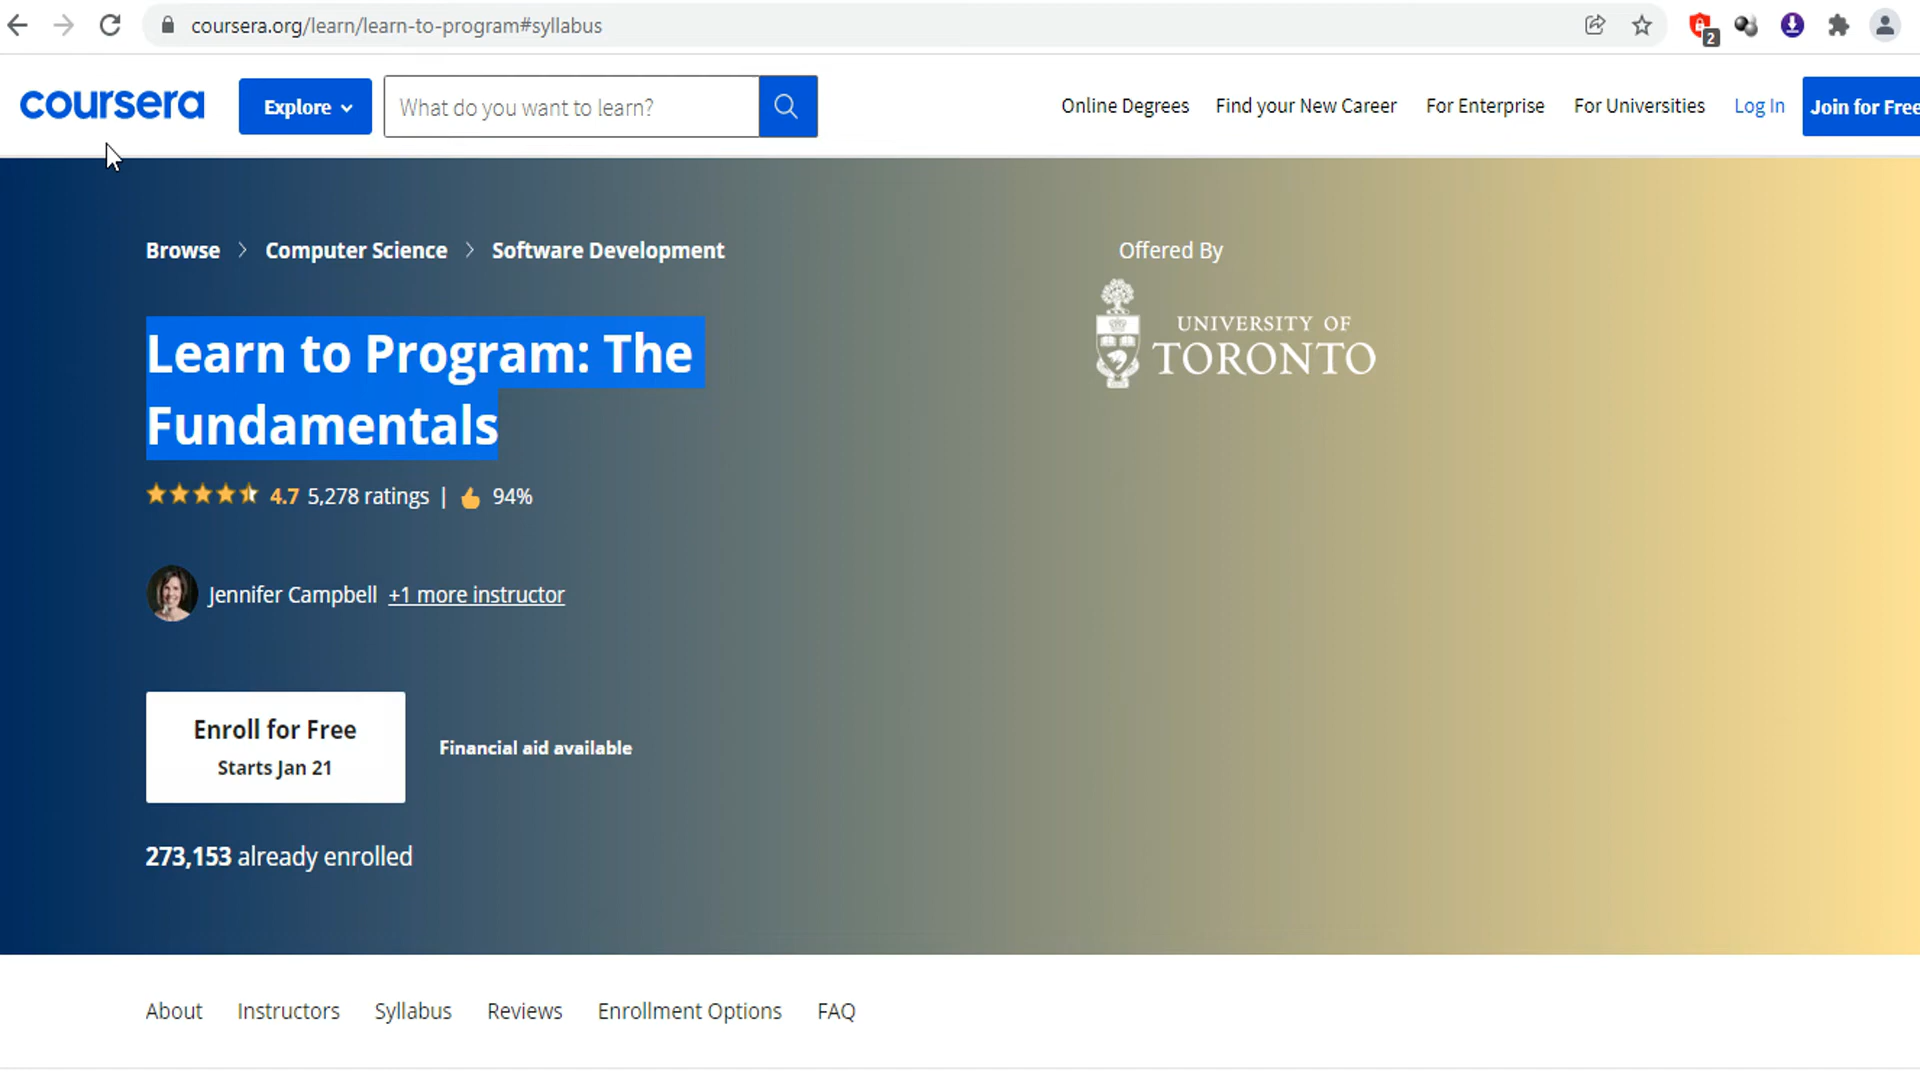 coursera.org/learn/learn-to-program#syllabus
2
coursera
Explore
What do you want to learn?
Online Degrees
Find your New Career
For Enterprise
For Universities
Log In
Join for Free
Browse > Computer Science > Software Development
Offered By
Learn to Program: The
Fundamentals
UNIVERSITY OF
TORONTO
4.7 5,278 ratings | 94%
Jennifer Campbell +1 more instructor
Enroll for Free
Starts Jan 21
Financial aid available
273,153 already enrolled
About
Instructors
Syllabus
Reviews
Enrollment Options
FAQ